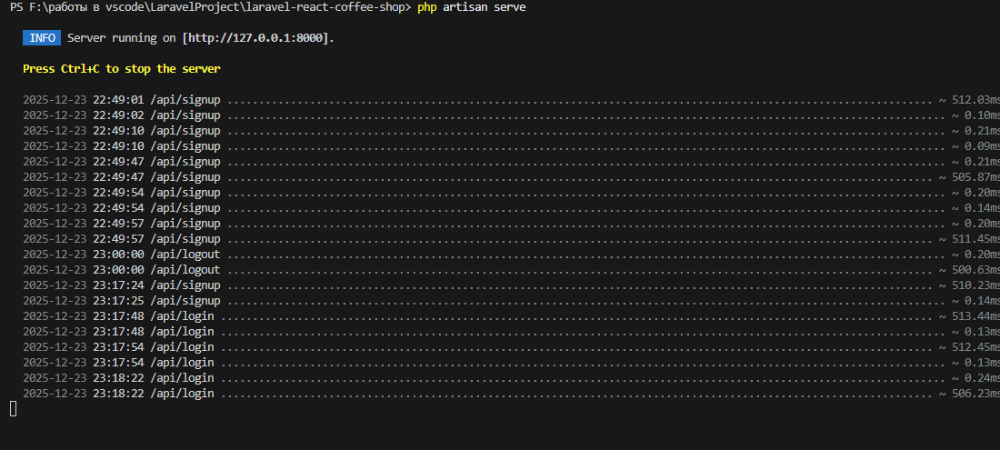 PS F:\работы в vscode\LaravelProject\laravel-react-coffee-shop> php artisan serve
INFO Server running on [http://127.0.0.1:8000].
Press Ctrl+C to stop the server
2025-12-23 22:49:01 /api/signup ........................................ ~ 512.03ms
2025-12-23 22:49:02 /api/signup ........................................ ~ 0.10ms
2025-12-23 22:49:10 /api/signup ........................................ ~ 0.21ms
2025-12-23 22:49:10 /api/signup ........................................ ~ 0.09ms
2025-12-23 22:49:47 /api/signup ........................................ ~ 0.21ms
2025-12-23 22:49:47 /api/signup ........................................ ~ 505.87ms
2025-12-23 22:49:54 /api/signup ........................................ ~ 0.20ms
2025-12-23 22:49:54 /api/signup ........................................ ~ 0.14ms
2025-12-23 22:49:57 /api/signup ........................................ ~ 0.20ms
2025-12-23 22:49:57 /api/signup ........................................ ~ 511.45ms
2025-12-23 23:00:00 /api/logout ........................................ ~ 0.20ms
2025-12-23 23:00:00 /api/logout ........................................ ~ 500.63ms
2025-12-23 23:17:24 /api/signup ........................................ ~ 510.23ms
2025-12-23 23:17:25 /api/signup ........................................ ~ 0.14ms
2025-12-23 23:17:48 /api/login ........................................ ~ 513.44ms
2025-12-23 23:17:48 /api/login ........................................ ~ 0.13ms
2025-12-23 23:17:54 /api/login ........................................ ~ 512.45ms
2025-12-23 23:17:54 /api/login ........................................ ~ 0.13ms
2025-12-23 23:18:22 /api/login ........................................ ~ 0.24ms
2025-12-23 23:18:22 /api/login ........................................ ~ 506.23ms